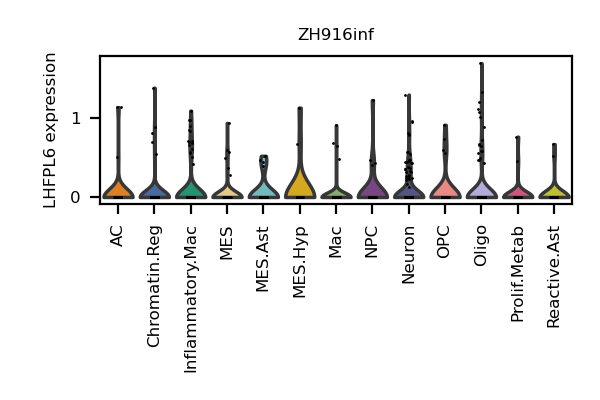 ZH916inf
LHFPL6 expression
1
0
AC
Chromatin.Reg
Inflammatory.Mac
MES
MES.Ast
MES.Hyp
Mac
NPC
Neuron
OPC
Oligo
Prolif.Metab
Reactive.Ast